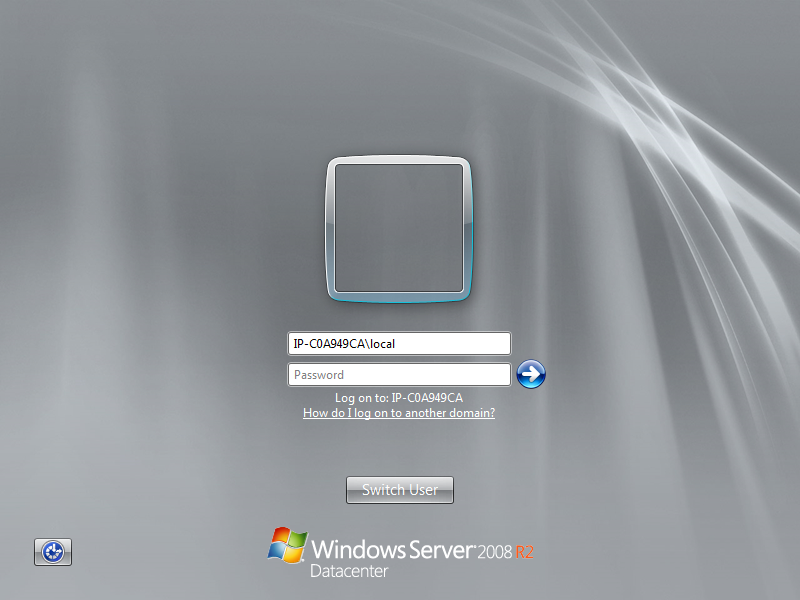 IP-C0A949CA\local
Password
Log on to: IP-C0A949CA
How do I log on to another domain?
Switch User
Windows Server 2008 R2
Datacenter